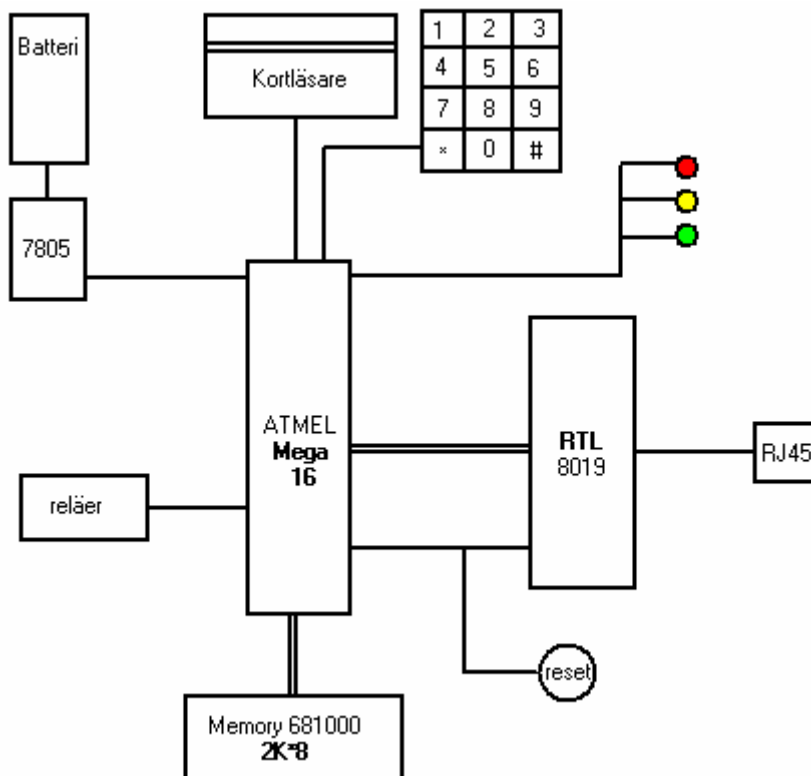 Batteri
Kortläsare
1 2 3
4 5 6
7 8 9
* 0 #
7805
ATMEL
Mega
16
RTL
8019
RJ45
reläer
reset
Memory 681000
2K*8